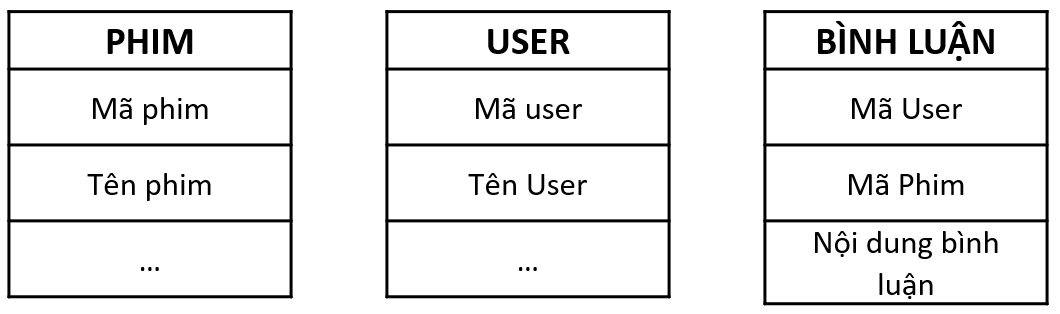 PHIM
Mã phim
Tên phim
...
USER
Mã user
Tên User
...
BÌNH LUẬN
Mã User
Mã Phim
Nội dung bình
luận